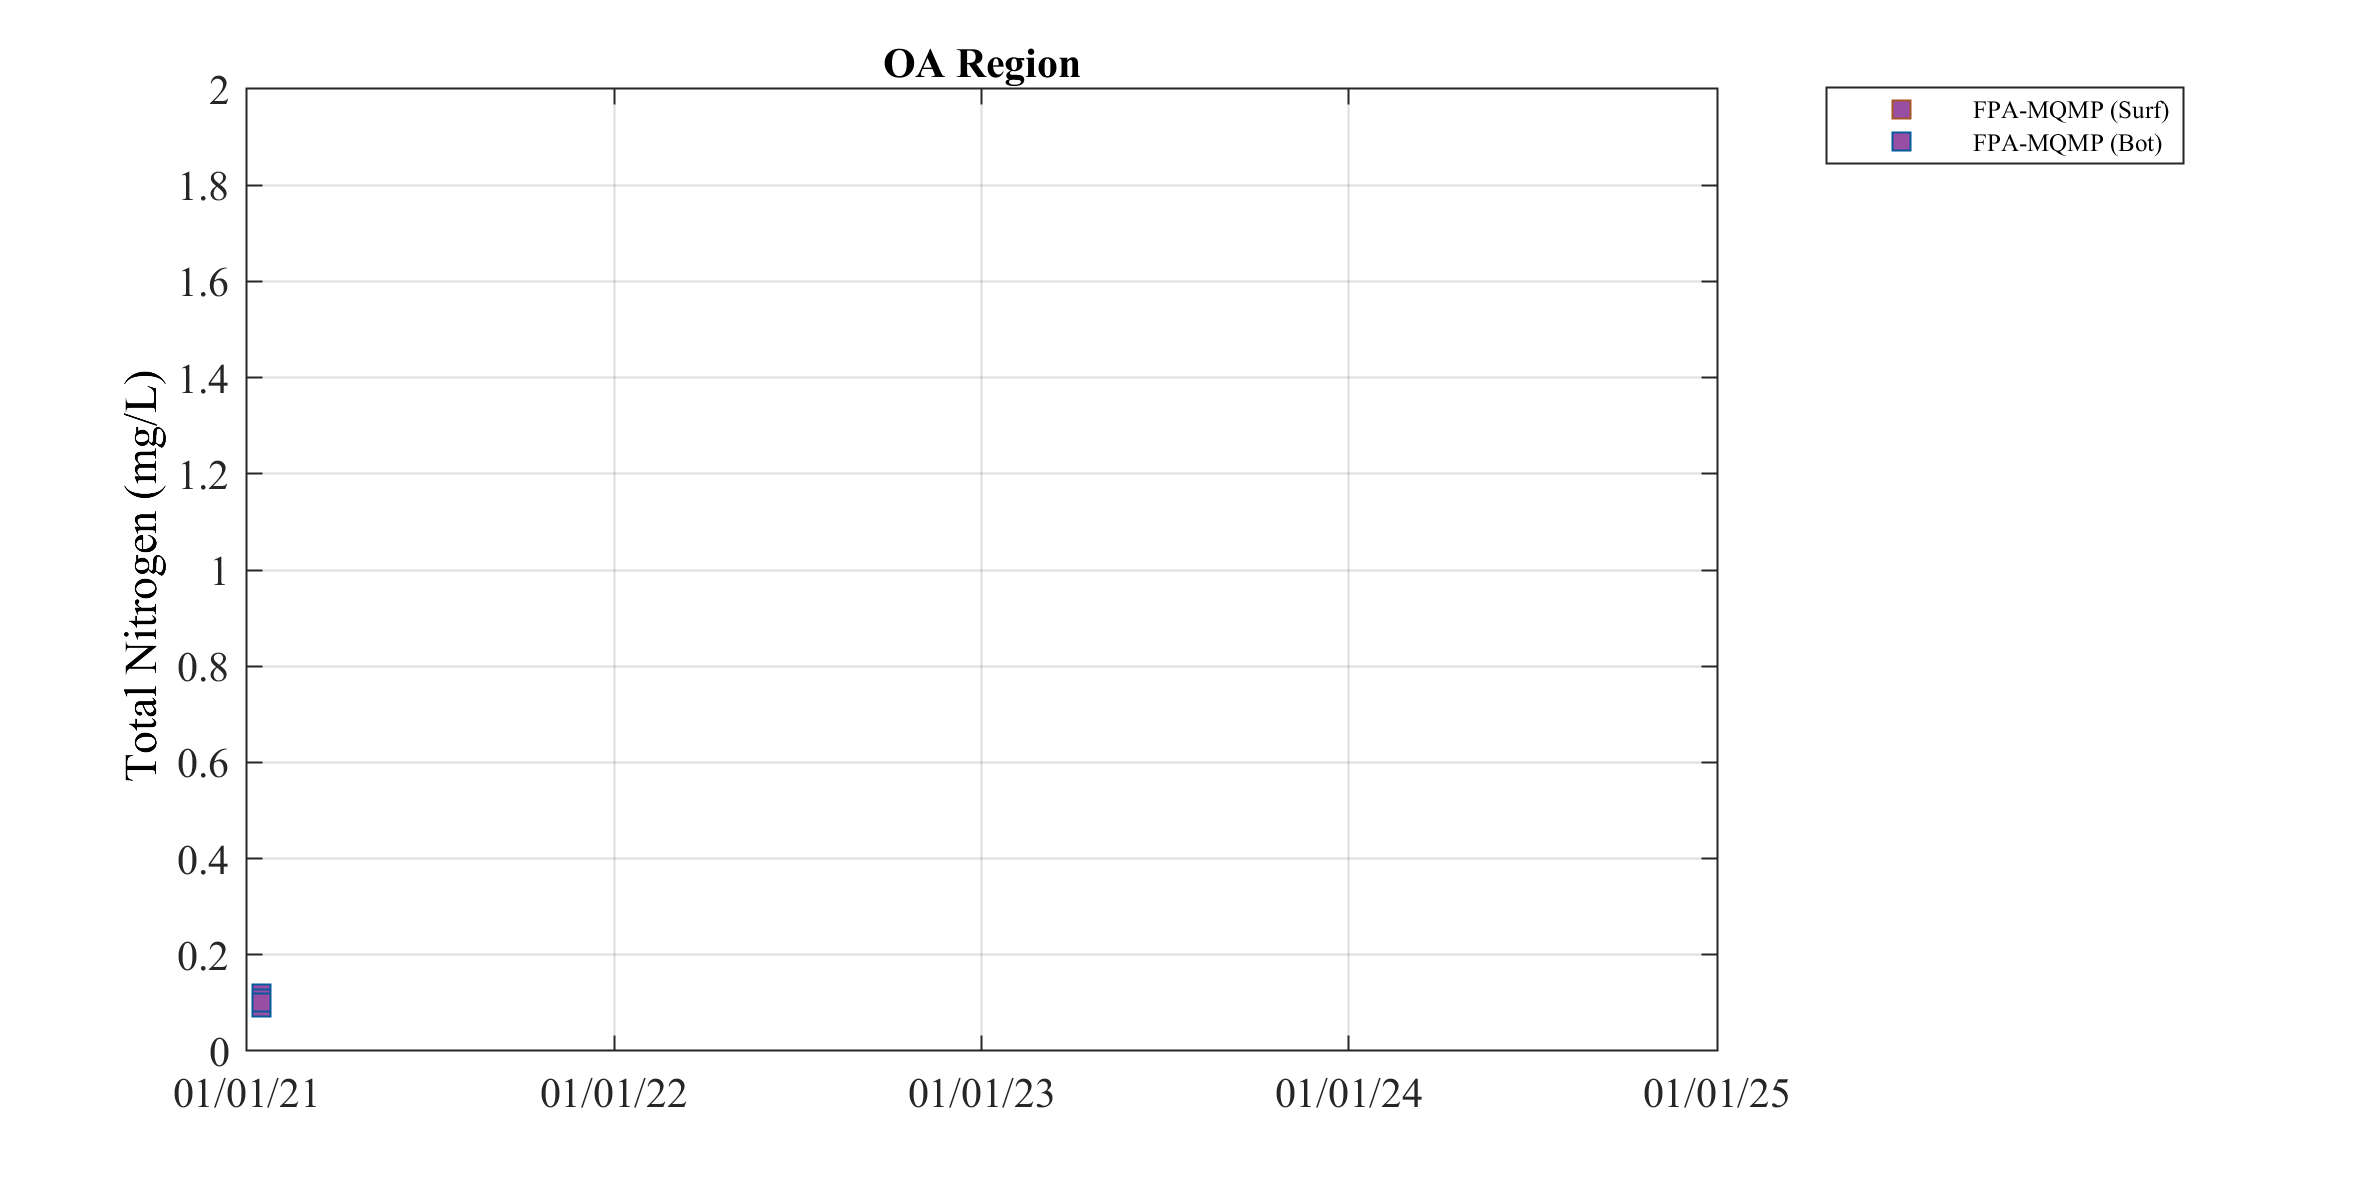 OA Region
FPA-MQMP (Surf)
FPA-MQMP (Bot)
Total Nitrogen (mg/L)
2
1.8
1.6
1.4
1.2
1
0.8
0.6
0.4
0.2
0
01/01/21 01/01/22 01/01/23 01/01/24 01/01/25